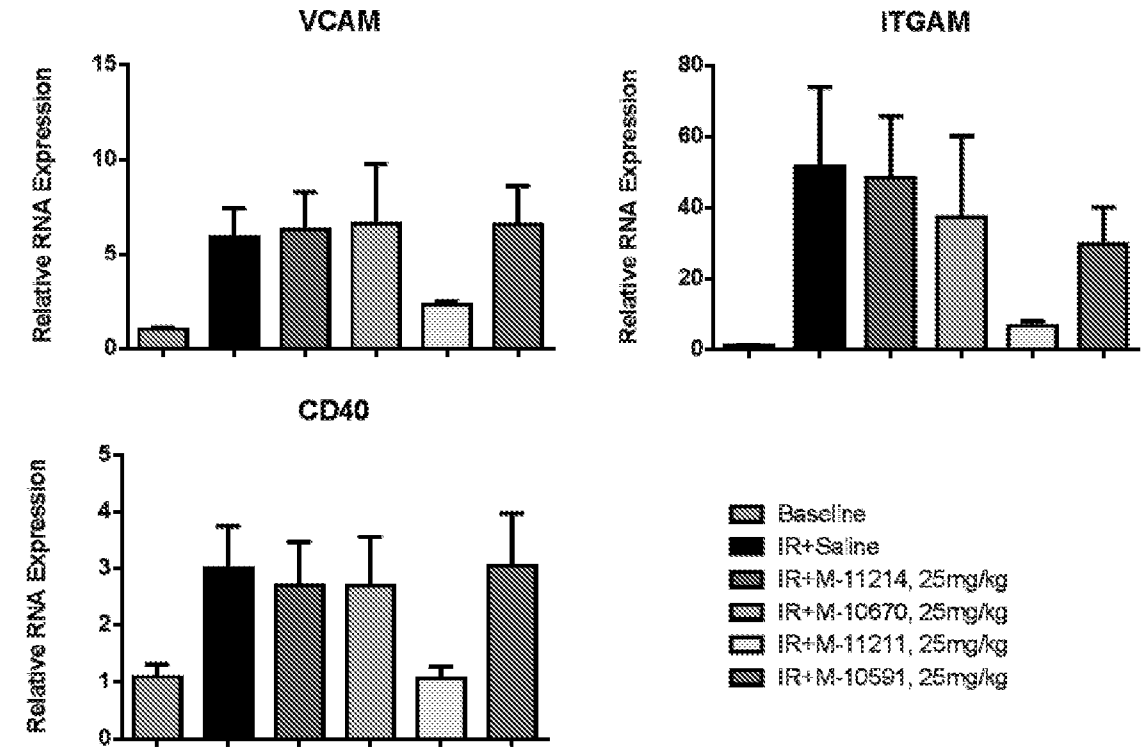 VCAM
Relative RNA Expression
15
10
5
0
ITGAM
Relative RNA Expression
80
60
40
20
0
CD40
Relative RNA Expression
5
4
3
2
1
0
Baseline
IR+Saline
IR+M-11214, 25mg/kg
IR+M-10670, 25mg/kg
IR+M-11211, 25mg/kg
IR+M-10591, 25mg/kg